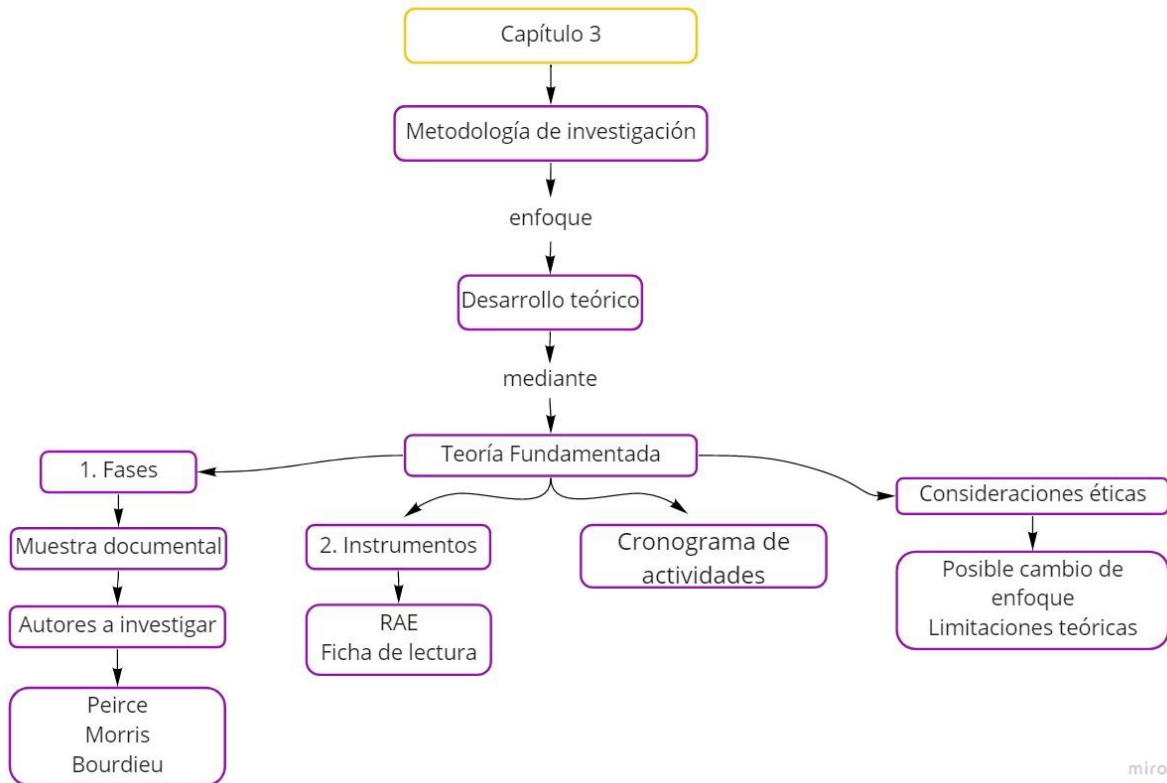 Capítulo 3
Metodología de investigación
enfoque
Desarrollo teórico
mediante
Teoría Fundamentada
1. Fases
Muestra documental
Autores a investigar
Peirce
Morris
Bourdieu
2. Instrumentos
RAE
Ficha de lectura
Cronograma de
actividades
Consideraciones éticas
Posible cambio de
enfoque
Limitaciones teóricas
miro